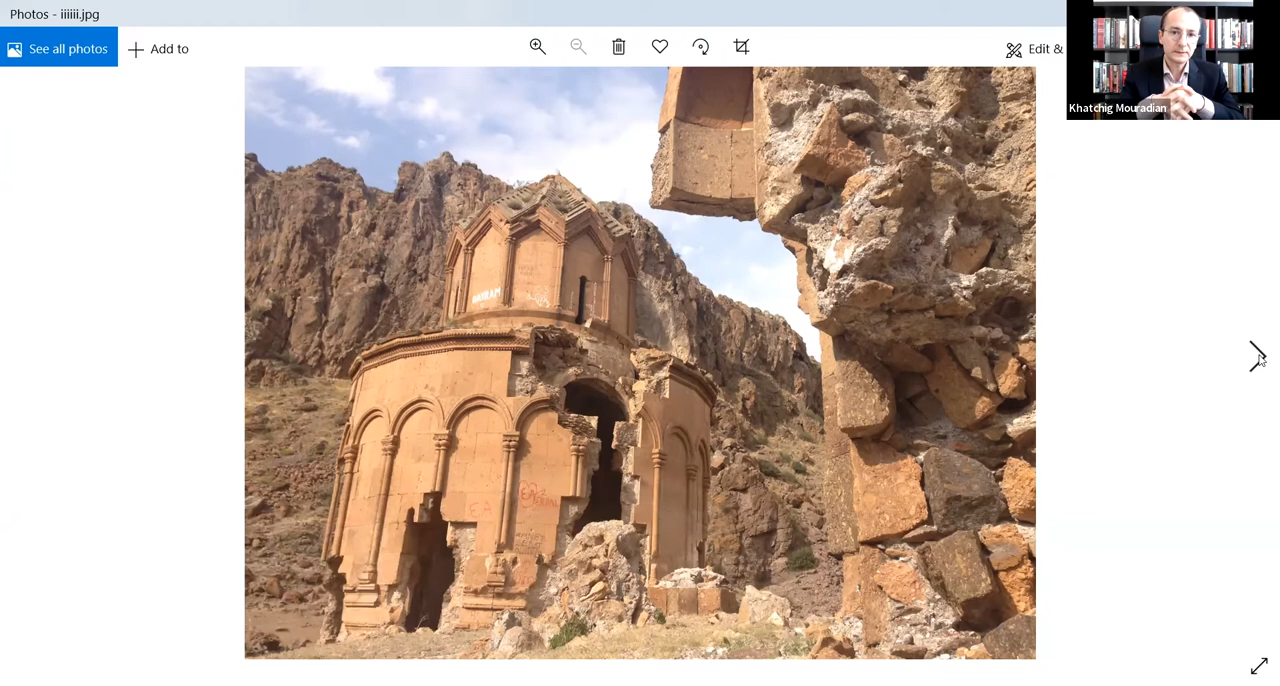 Photos - iiiiii.jpg
See all photos
Add to
Edit &
Khatchig Mouradian
BAYRAM